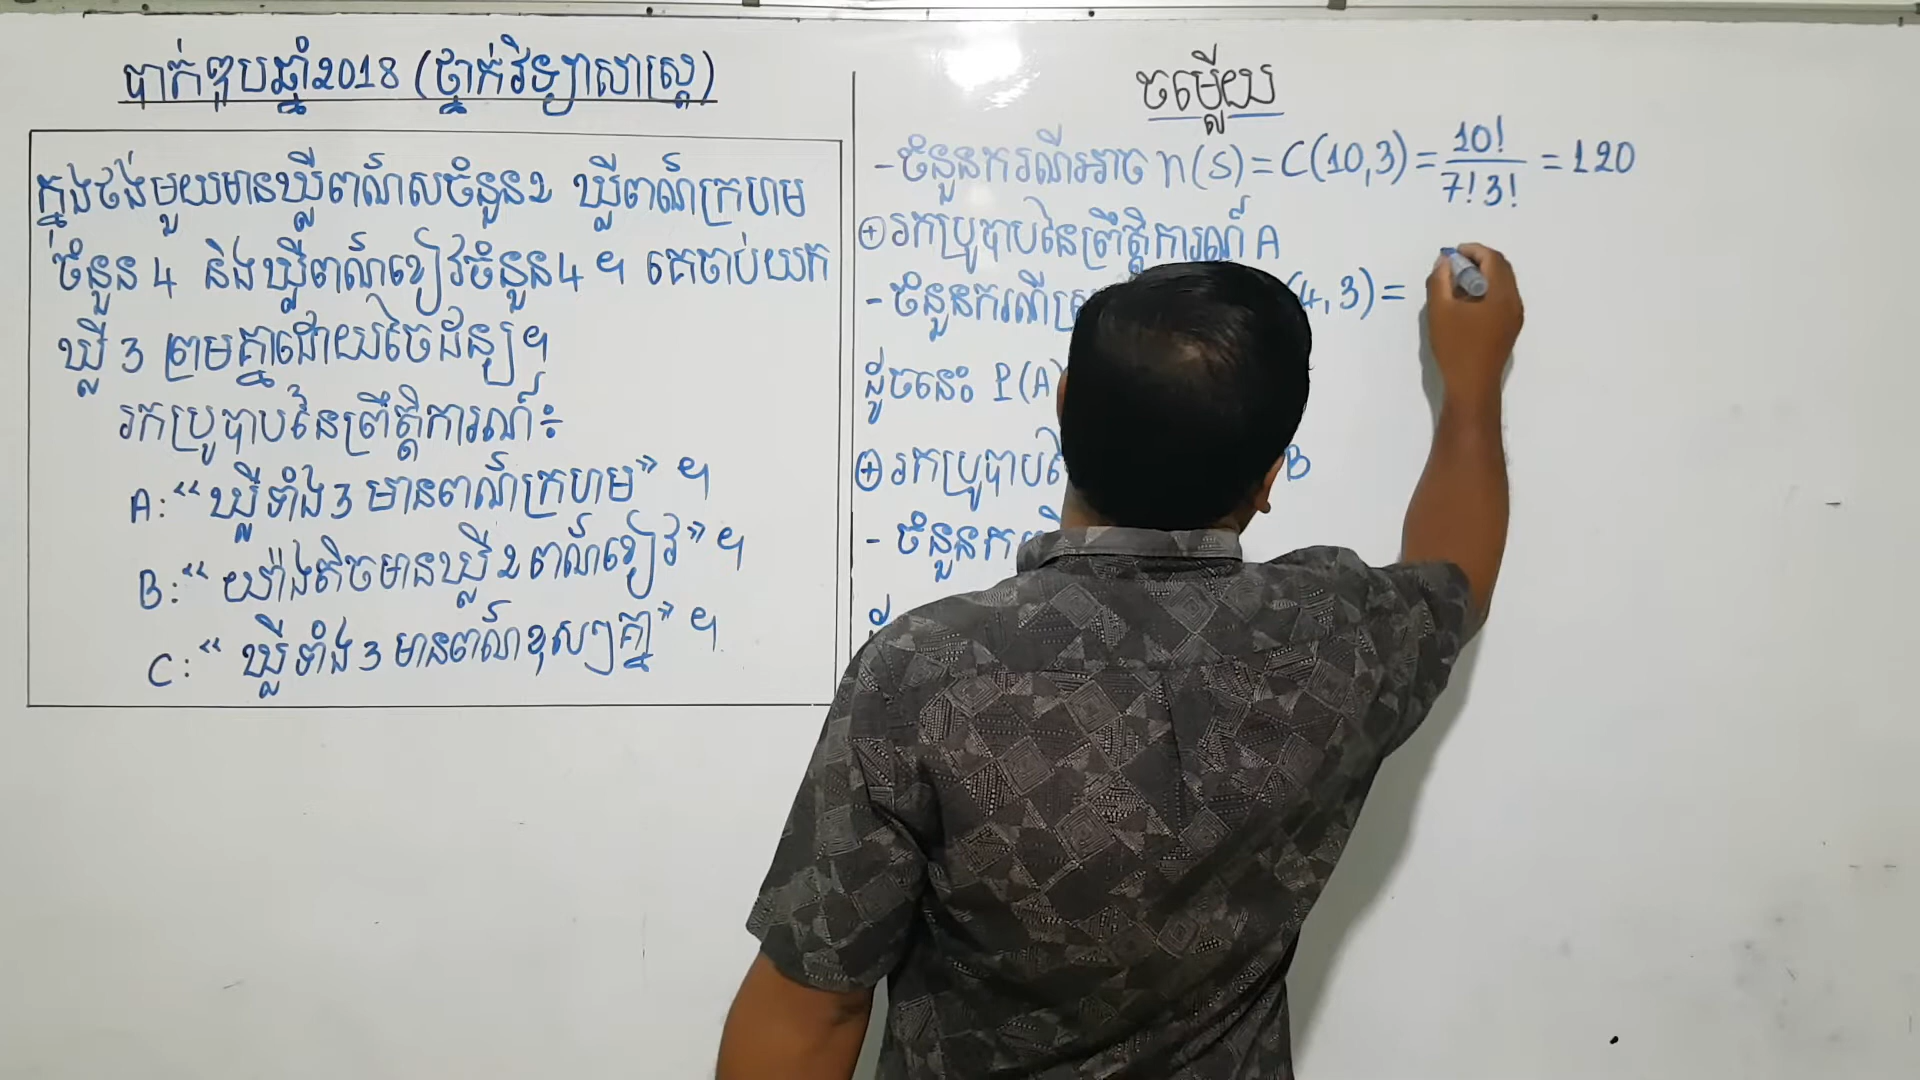 បាក់ឌុបឆ្នាំ2018 (ថ្នាក់វិទ្យាសាស្ត្រ)
ក្នុងថង់មួយមានឃ្លីពណ៌សចំនួន2 ឃ្លីពណ៌ក្រហម
ចំនួន 4 និងឃ្លីពណ៌ខៀវចំនួន4 ។ គេចាប់យក
ឃ្លី 3 ព្រមគ្នាដោយចៃដន្យ។
រកប្រូបាបនៃព្រឹត្តិការណ៍៖
A: “ ឃ្លីទាំង 3 មានពណ៌ក្រហម” ។
B: “ យ៉ាងតិចមានឃ្លី 2 ពណ៌ខៀវ” ។
C: “ ឃ្លីទាំង 3 មានពណ៌ខុសៗគ្នា” ។
ចម្លើយ
- ចំនួនករណីអាច n(S) = C(10,3) = 10!/7!3! = 120
⊕ រកប្រូបាបនៃព្រឹត្តិការណ៍ A
- ចំនួនករណី (4,3) =
ដូចនេះ P(A)
⊕ រកប្រូបាប B
- ចំនួន